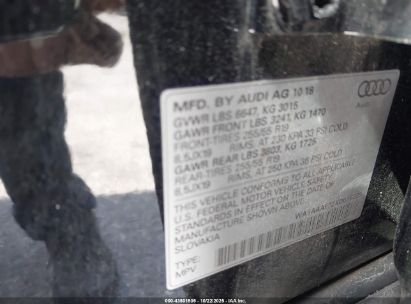 MFD. BY AUDI AG 10 18
GVWR LBS 6647, KG 3015
GAWR FRONT LBS 3241, KG 1470
FRONT-TIRES 255/55 R19
8.5JX19 RIMS, AT 230 KPA 33 PSI COLD
GAWR REAR LBS 3803, KG 1725
REAR-TIRES 255/55 R19
8.5JX19 RIMS, AT 250 KPA 36 PSI COLD
THIS VEHICLE CONFORMS TO ALL APPLICABLE
U.S. FEDERAL MOTOR VEHICLE SAFETY
STANDARDS IN EFFECT ON THE DATE OF
MANUFACTURE SHOWN ABOVE.
SLOVAKIA
TYPE:
MPV